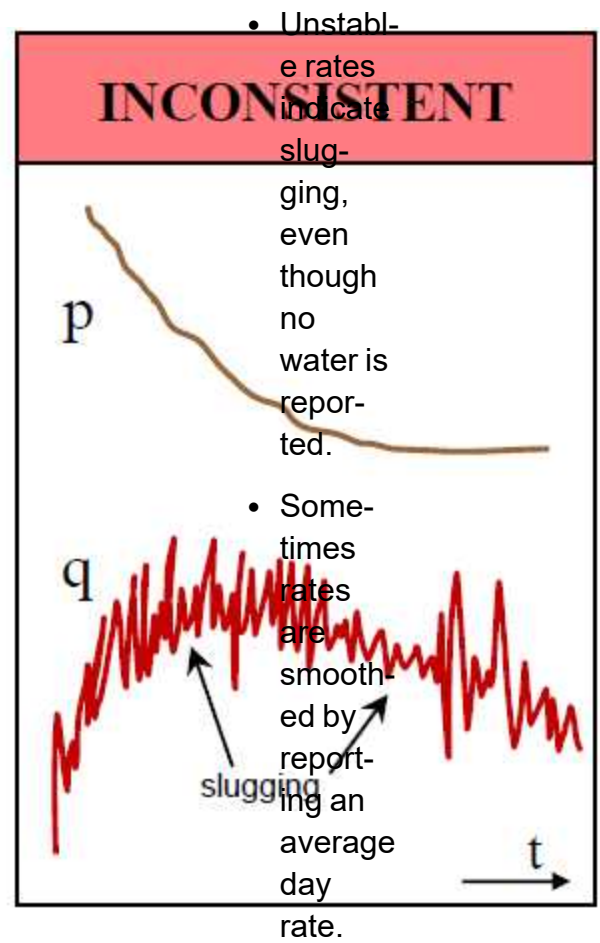 INCONSISTENT
• Unstabl-
e rates
indicate
slug-
ging,
even
though
no
water is
repor-
ted.
• Some-
times
rates
are
smooth-
ed by
report-
ing an
average
day
rate.
p
q
slugging
t